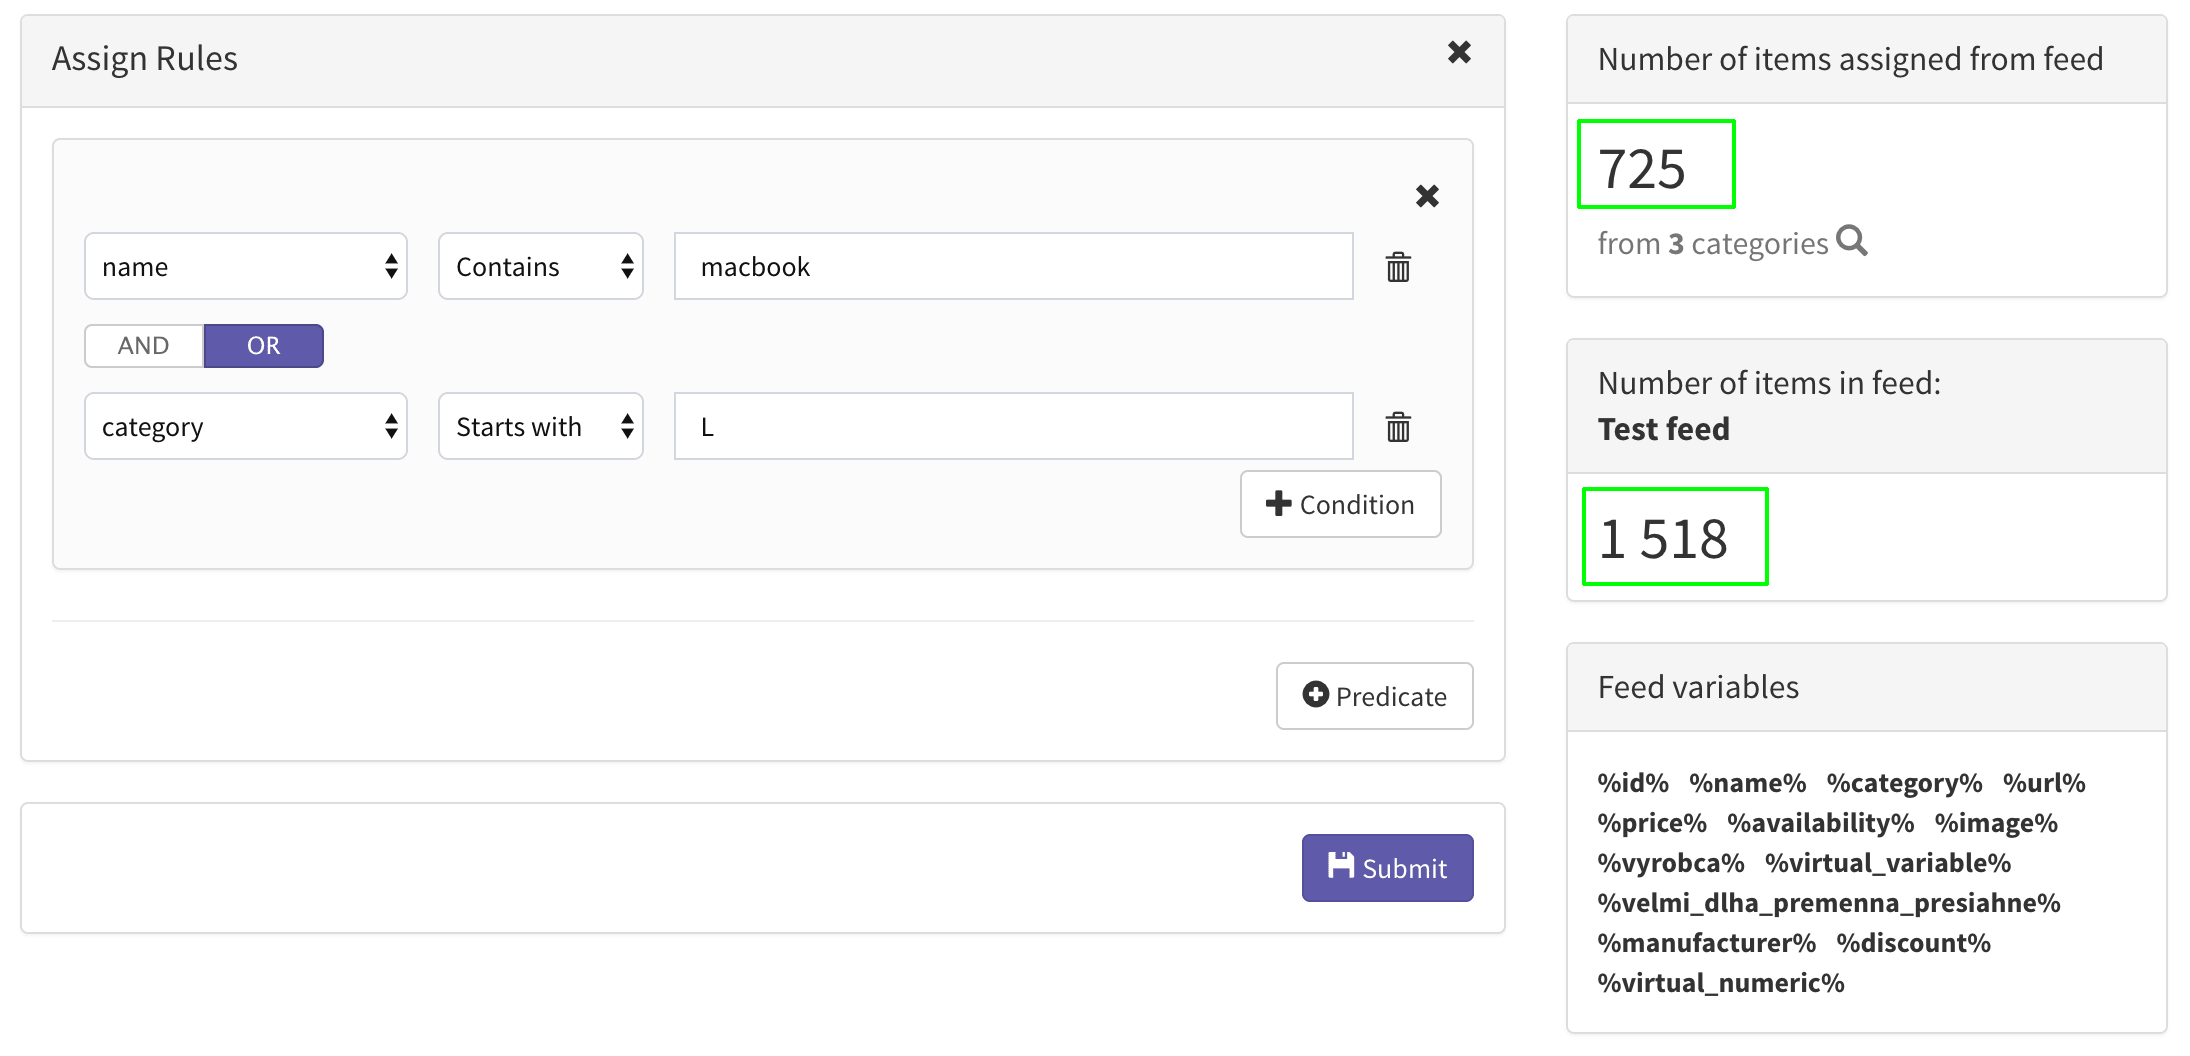 Assign Rules
name Contains macbook
AND OR
category Starts with L
Condition
Predicate
Submit
Number of items assigned from feed
725
from 3 categories
Number of items in feed:
Test feed
1 518
Feed variables
%id% %name% %category% %url%
%price% %availability% %image%
%vyrobca% %virtual_variable%
%velmi_dlha_premenna_presiahne%
%manufacturer% %discount%
%virtual_numeric%